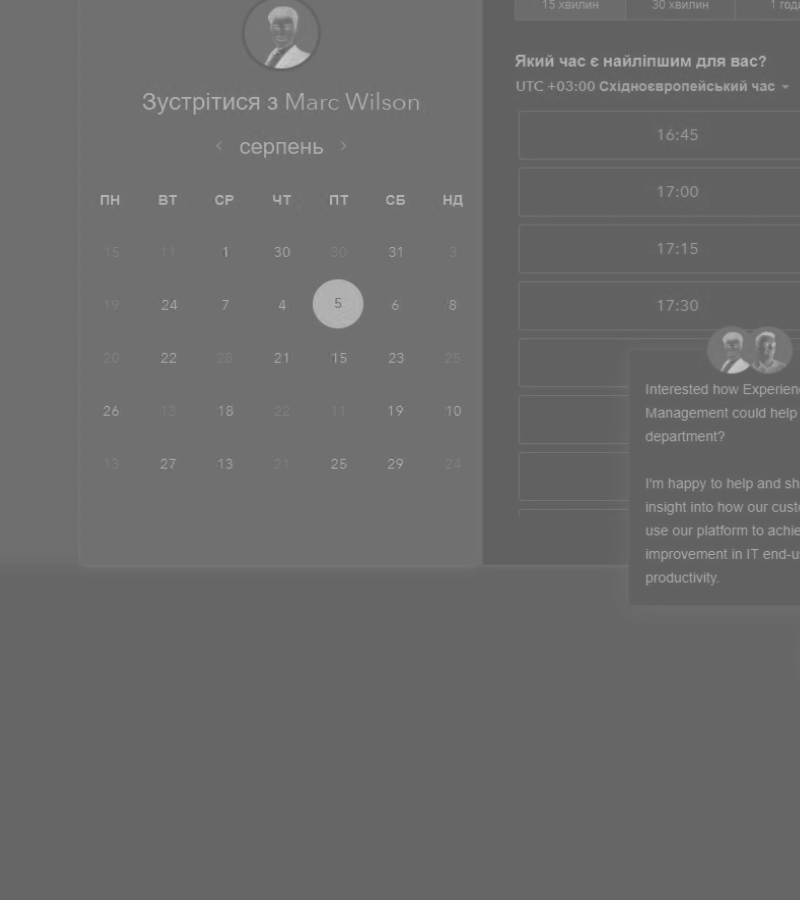 15 хвилин 30 хвилин 1 годи
Зустрітися з Marc Wilson
серпень
ПН ВТ СР ЧТ ПТ СБ НД
15 11 1 30 30 31 3
19 24 7 4 5 6 8
20 22 28 21 15 23 25
26 13 18 22 11 19 10
13 27 13 21 25 29 24
Який час є найліпшим для вас?
UTC +03:00 Східноєвропейський час
16:45
17:00
17:15
17:30
Interested how Experien
Management could help
department?
I'm happy to help and sh
insight into how our custo
use our platform to achie
improvement in IT end-u
productivity.